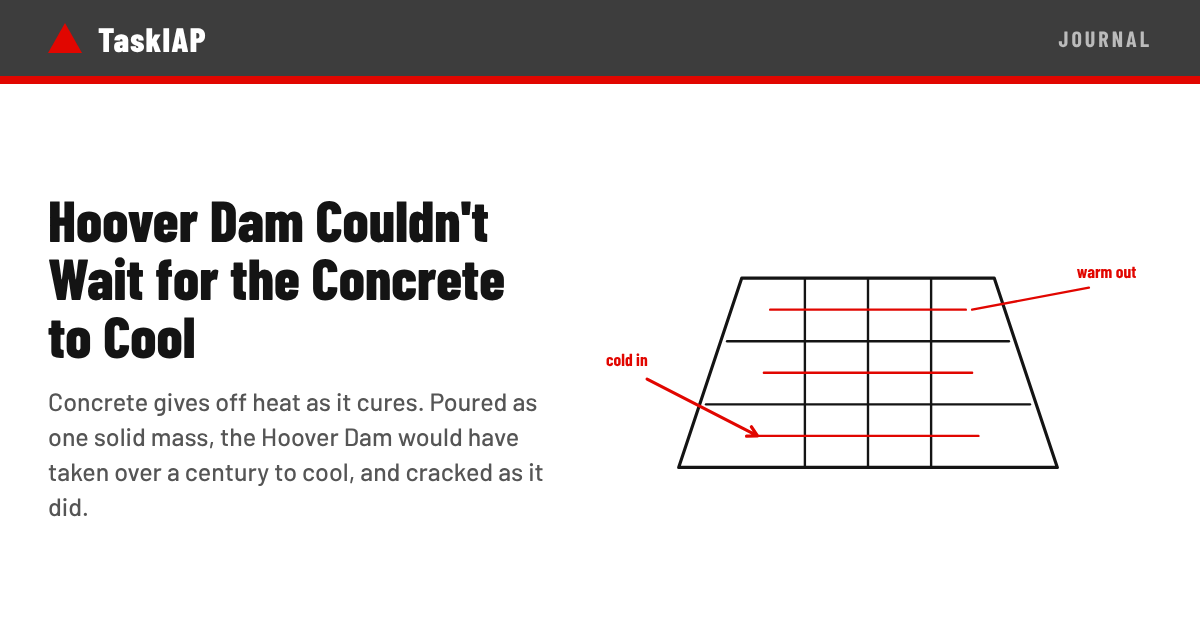 TaskIAP
JOURNAL
Hoover Dam Couldn't
Wait for the Concrete
to Cool
Concrete gives off heat as it cures. Poured as
one solid mass, the Hoover Dam would have
taken over a century to cool, and cracked as it
did.
warm out
cold in